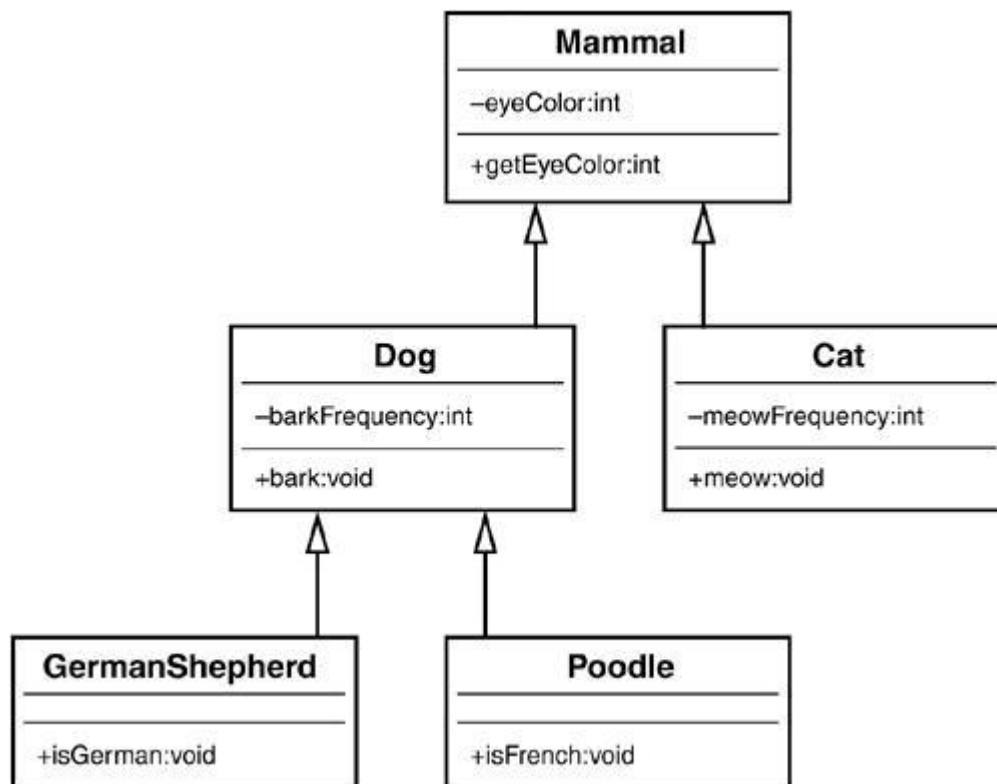 Mammal
–eyeColor:int
+getEyeColor:int
Dog
–barkFrequency:int
+bark:void
Cat
–meowFrequency:int
+meow:void
GermanShepherd
+isGerman:void
Poodle
+isFrench:void